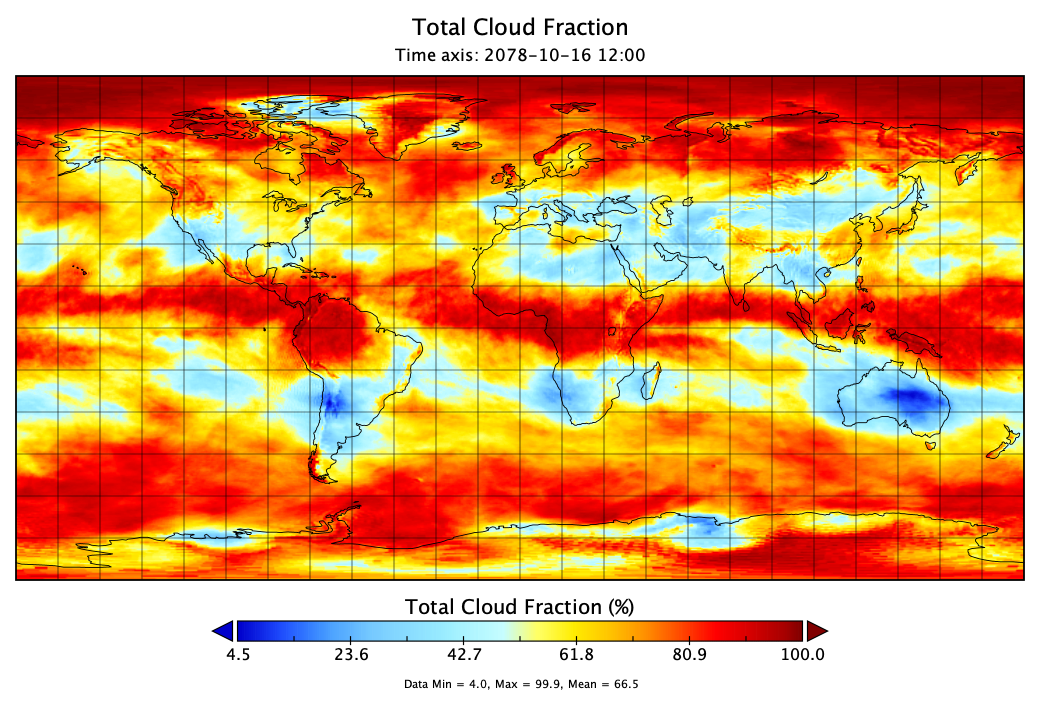 Total Cloud Fraction
Time axis: 2078-10-16 12:00
Total Cloud Fraction (%)
4.5 23.6 42.7 61.8 80.9 100.0
Data Min = 4.0, Max = 99.9, Mean = 66.5